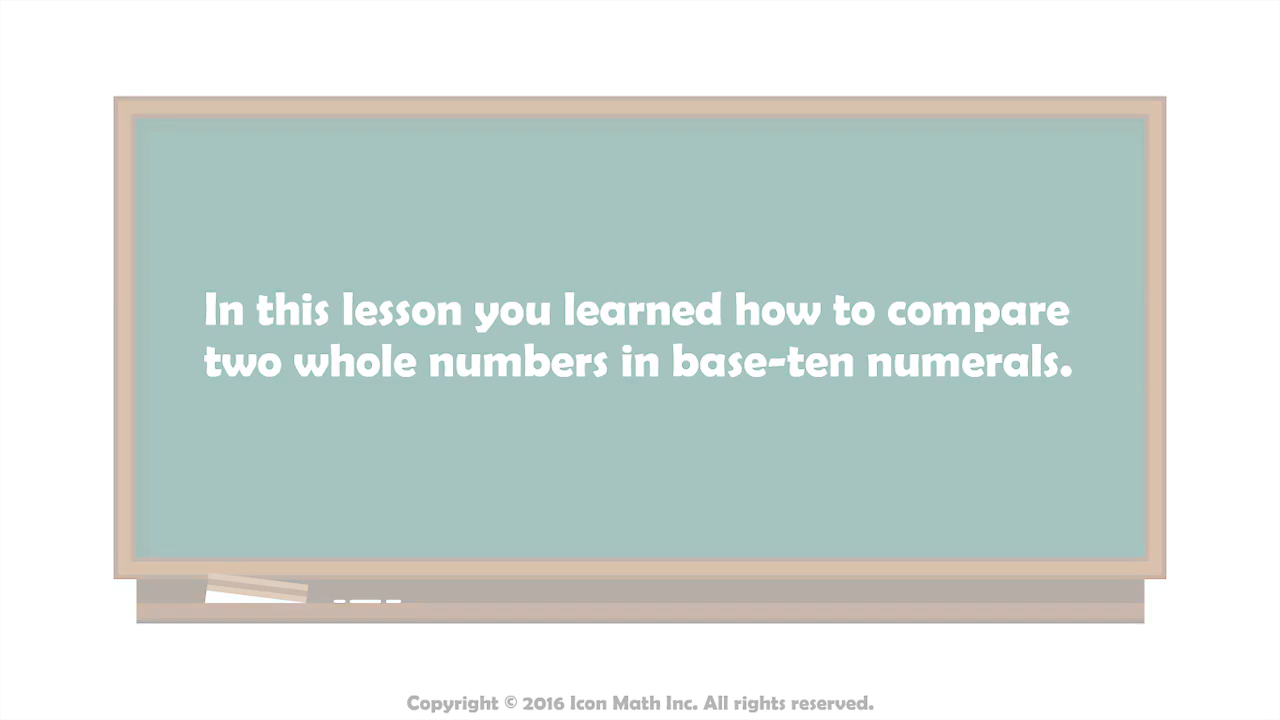 In this lesson you learned how to compare
two whole numbers in base-ten numerals.
Copyright © 2016 Icon Math Inc. All rights reserved.